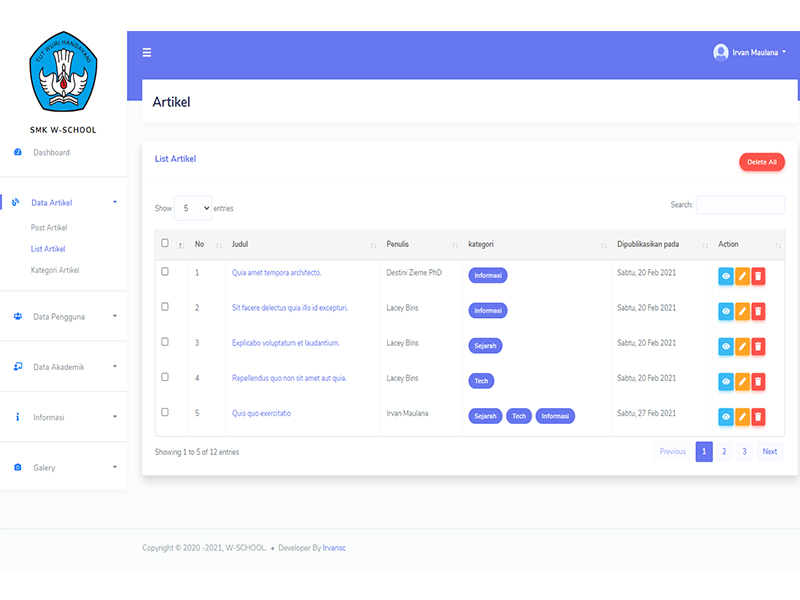 TUT WURI HANDAYANI
SMK W-SCHOOL
Dashboard
Data Artikel
Post Artikel
List Artikel
Kategori Artikel
Data Pengguna
Data Akademik
Informasi
Galery
Irvan Maulana
Artikel
List Artikel
Delete All
Show 5 entries
Search:
No Judul Penulis kategori Dipublikasikan pada Action
1 Quia amet tempora architecto. Destini Zieme PhD Informasi Sabtu, 20 Feb 2021
2 Sit facere delectus quia illo id excepturi. Lacey Bins Informasi Sabtu, 20 Feb 2021
3 Explicabo voluptatum et laudantium. Lacey Bins Sejarah Sabtu, 20 Feb 2021
4 Repellendus quo non sit amet aut quia. Lacey Bins Tech Sabtu, 20 Feb 2021
5 Quis quo exercitatio Irvan Maulana Sejarah Tech Informasi Sabtu, 27 Feb 2021
Showing 1 to 5 of 12 entries
Previous 1 2 3 Next
Copyright © 2020 -2021, W-SCHOOL. • Developer By Irvansc